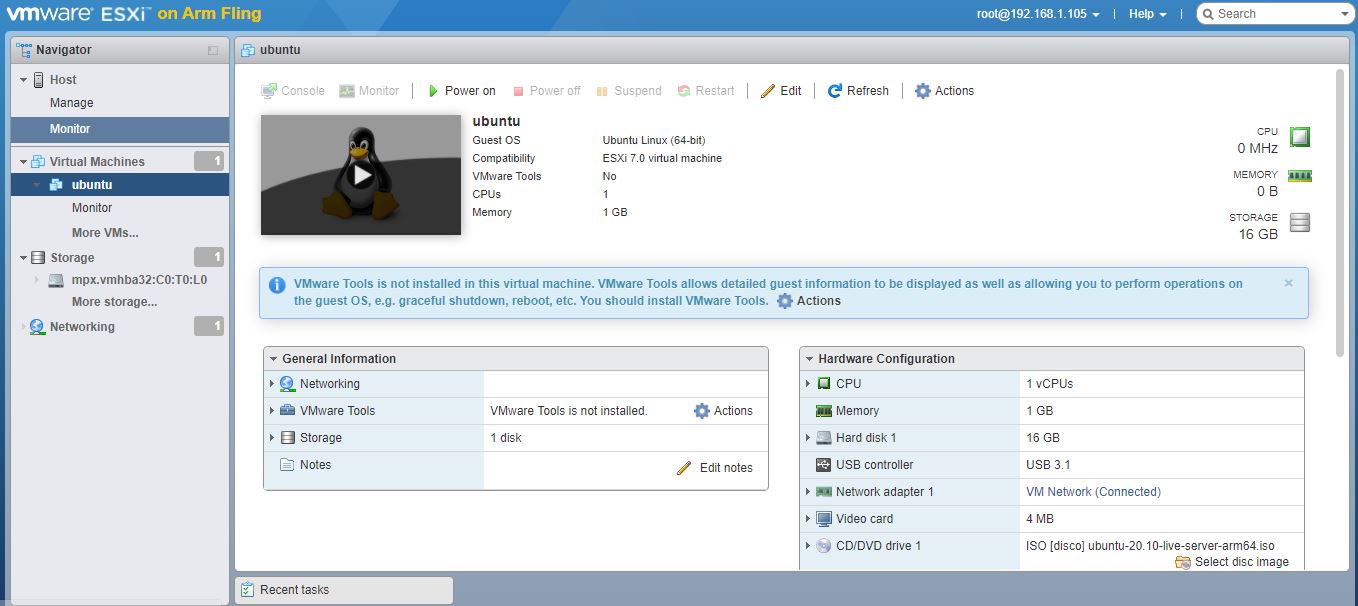 vmware ESXi™ on Arm Fling
root@192.168.1.105 | Help | Search
Navigator
Host
Manage
Monitor
Virtual Machines 1
ubuntu
Monitor
More VMs...
Storage 1
mpx.vmhba32:C0:T0:L0
More storage...
Networking 1
ubuntu
Console Monitor | Power on Power off Suspend Restart | Edit | Refresh | Actions
ubuntu
Guest OS Ubuntu Linux (64-bit)
Compatibility ESXi 7.0 virtual machine
VMware Tools No
CPUs 1
Memory 1 GB
CPU
0 MHz
MEMORY
0 B
STORAGE
16 GB
VMware Tools is not installed in this virtual machine. VMware Tools allows detailed guest information to be displayed as well as allowing you to perform operations on
the guest OS, e.g. graceful shutdown, reboot, etc. You should install VMware Tools. Actions
General Information
Networking
VMware Tools VMware Tools is not installed. Actions
Storage 1 disk
Notes Edit notes
Hardware Configuration
CPU 1 vCPUs
Memory 1 GB
Hard disk 1 16 GB
USB controller USB 3.1
Network adapter 1 VM Network (Connected)
Video card 4 MB
CD/DVD drive 1 ISO [disco] ubuntu-20.10-live-server-arm64.iso
Select disc image
Recent tasks